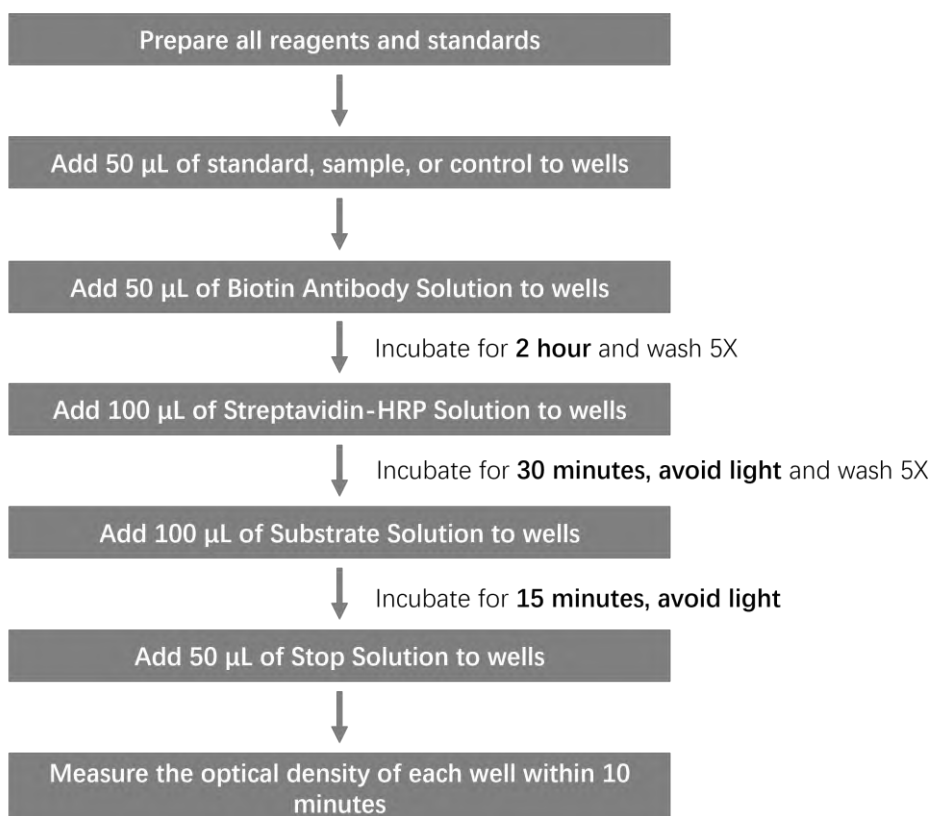 Prepare all reagents and standards
Add 50 µL of standard, sample, or control to wells
Add 50 µL of Biotin Antibody Solution to wells
Incubate for 2 hour and wash 5X
Add 100 µL of Streptavidin-HRP Solution to wells
Incubate for 30 minutes, avoid light and wash 5X
Add 100 µL of Substrate Solution to wells
Incubate for 15 minutes, avoid light
Add 50 µL of Stop Solution to wells
Measure the optical density of each well within 10
minutes